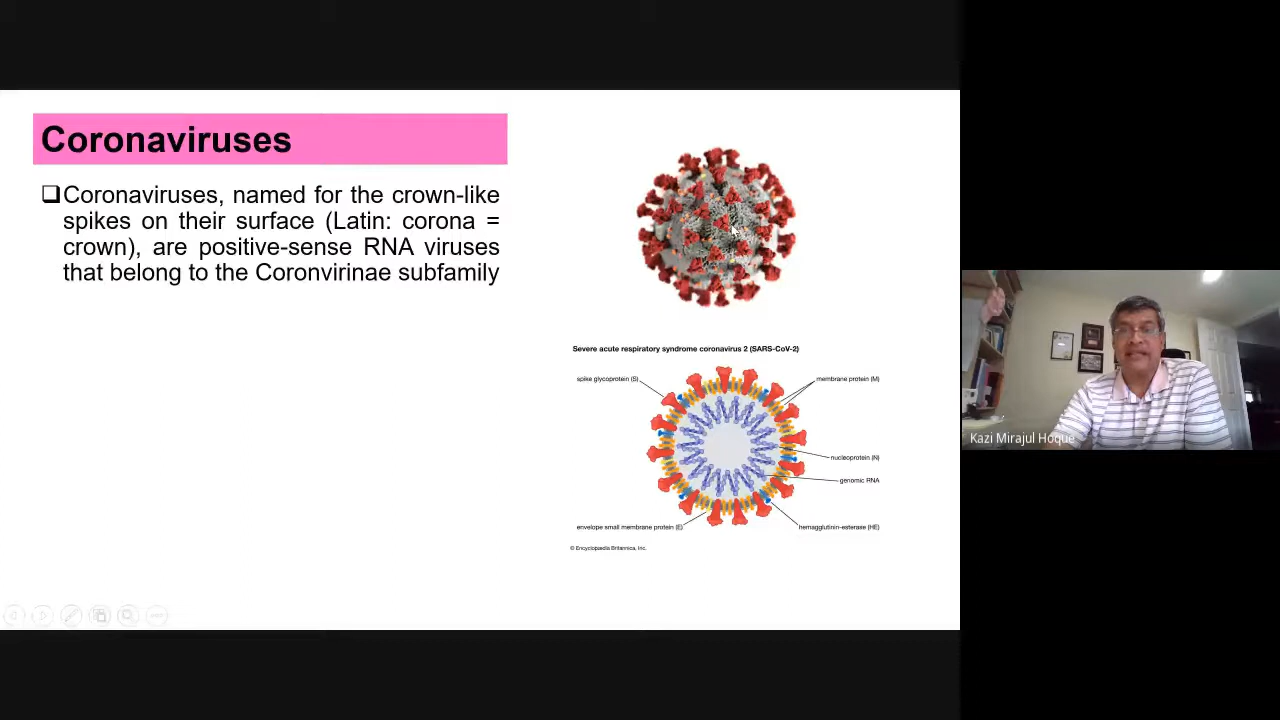 Coronaviruses
❑Coronaviruses, named for the crown-like
spikes on their surface (Latin: corona =
crown), are positive-sense RNA viruses
that belong to the Coronvirinae subfamily
Severe acute respiratory syndrome coronavirus 2 (SARS-CoV-2)
spike glycoprotein (S)
membrane protein (M)
nucleoprotein (N)
genomic RNA
envelope small membrane protein (E)
hemagglutinin-esterase (HE)
© Encyclopædia Britannica, Inc.
Kazi Mirajul Hoque